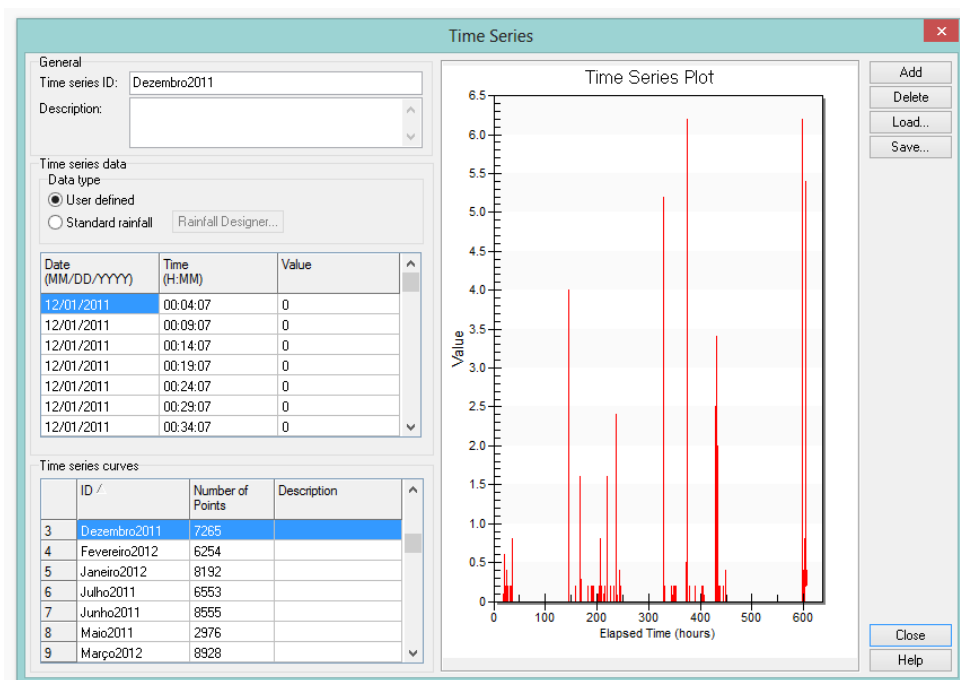 Time Series
General
Time series ID: Dezembro2011
Description:
Time series data
Data type
User defined
Standard rainfall Rainfall Designer...
Date (MM/DD/YYYY) Time (H:MM) Value
12/01/2011 00:04:07 0
12/01/2011 00:09:07 0
12/01/2011 00:14:07 0
12/01/2011 00:19:07 0
12/01/2011 00:24:07 0
12/01/2011 00:29:07 0
12/01/2011 00:34:07 0
Time series curves
ID Number of Points Description
3 Dezembro2011 7265
4 Fevereiro2012 6254
5 Janeiro2012 8192
6 Julho2011 6553
7 Junho2011 8555
8 Maio2011 2976
9 Março2012 8928
Time Series Plot
6.5
6.0
5.5
5.0
4.5
4.0
3.5
3.0
2.5
2.0
1.5
1.0
0.5
0
Value
0 100 200 300 400 500 600
Elapsed Time (hours)
Add
Delete
Load...
Save...
Close
Help